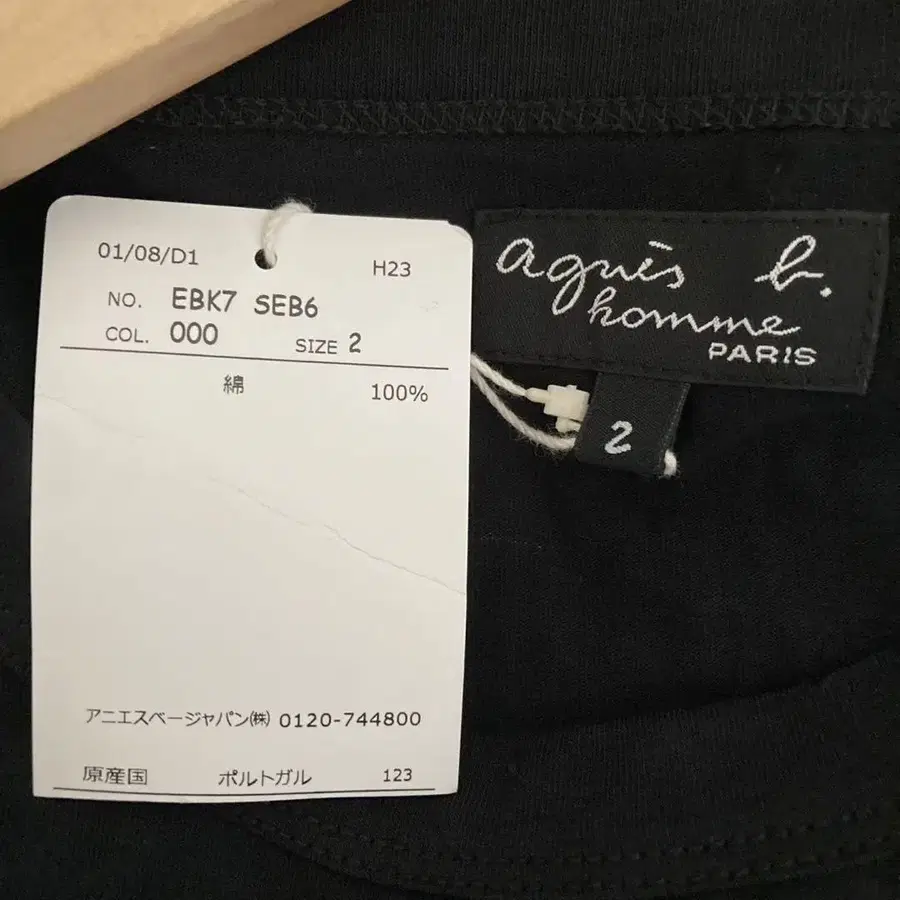 01/08/D1 H23
NO. EBK7 SEB6
COL. 000 SIZE 2
綿 100%
アニエスベージャパン㈱ 0120-744800
原産国 ポルトガル 123
agnès b.
homme
PARIS
2